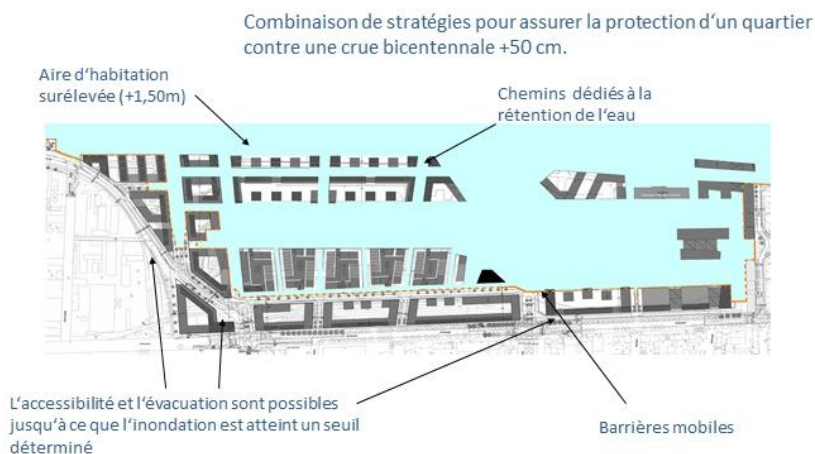 Combinaison de stratégies pour assurer la protection d'un quartier
contre une crue bicentennale +50 cm.
Aire d'habitation
surélevée (+1,50m)
Chemins dédiés à la
rétention de l'eau
L'accessibilité et l'évacuation sont possibles
jusqu'à ce que l'inondation est atteint un seuil
déterminé
Barrières mobiles